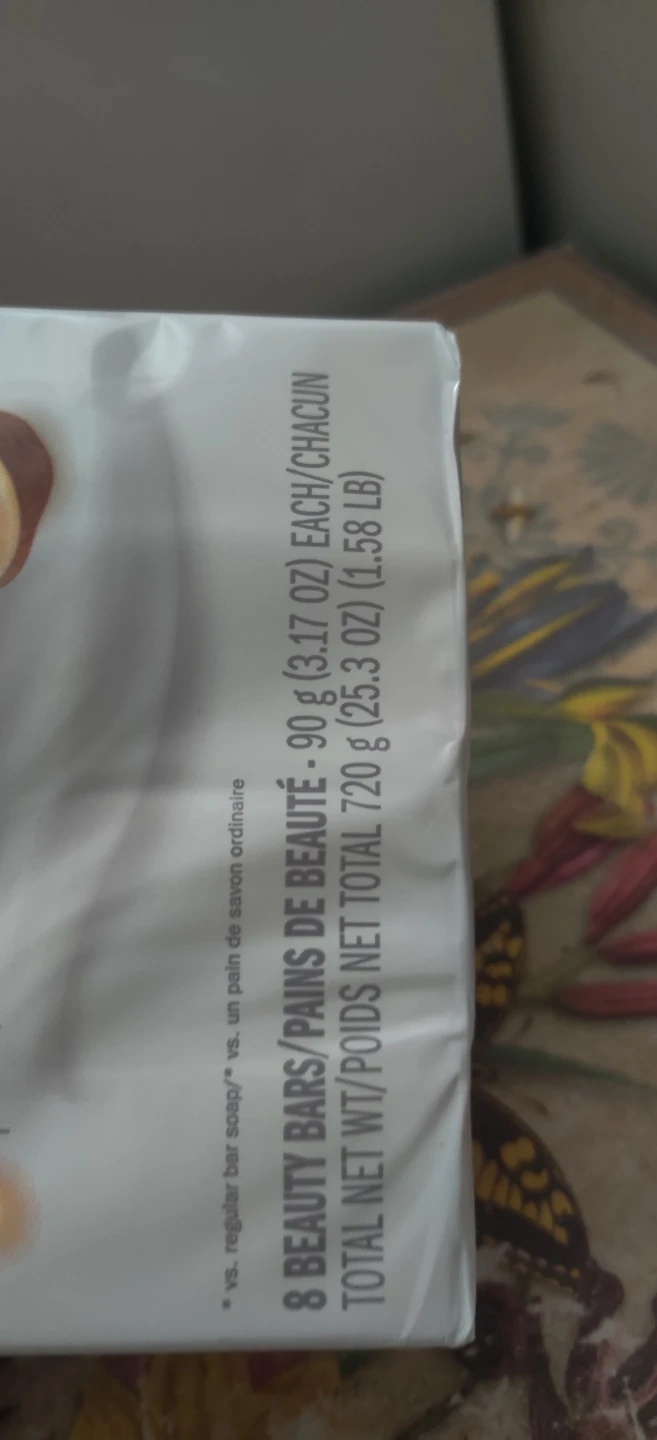 * vs. regular bar soap/* vs. un pain de savon ordinaire
8 BEAUTY BARS/PAINS DE BEAUTÉ - 90 g (3.17 OZ) EACH/CHACUN
TOTAL NET WT/POIDS NET TOTAL 720 g (25.3 OZ) (1.58 LB)